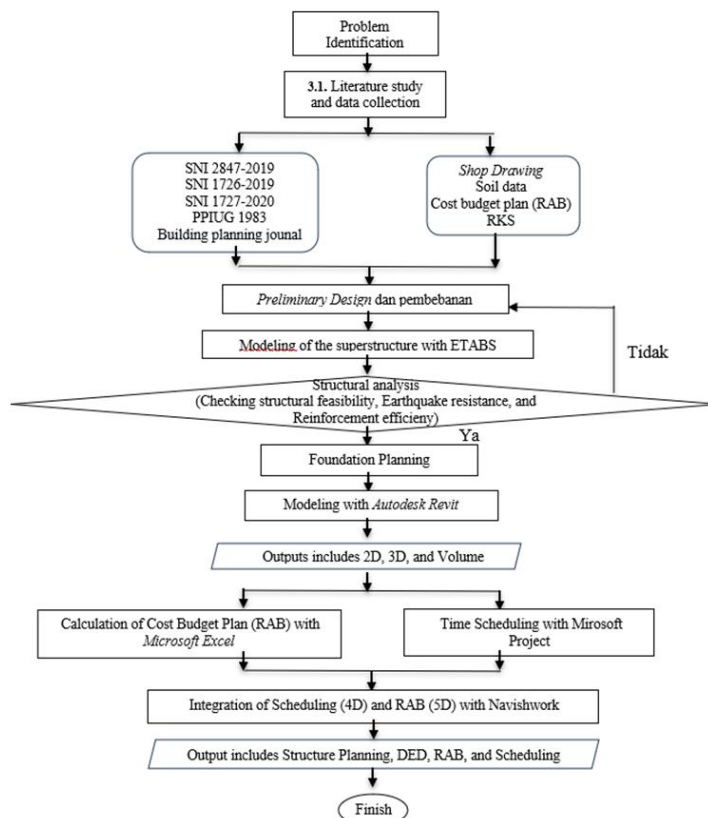 Problem
Identification
3.1. Literature study
and data collection
SNI 2847-2019
SNI 1726-2019
SNI 1727-2020
PPIUG 1983
Building planning jounal
Shop Drawing
Soil data
Cost budget plan (RAB)
RKS
Preliminary Design dan pembebanan
Modeling of the superstructure with ETABS
Tidak
Structural analysis
(Checking structural feasibility, Earthquake resistance, and
Reinforcement efficieny)
Ya
Foundation Planning
Modeling with Autodesk Revit
Outputs includes 2D, 3D, and Volume
Calculation of Cost Budget Plan (RAB) with
Microsoft Excel
Time Scheduling with Mirosoft
Project
Integration of Scheduling (4D) and RAB (5D) with Navishwork
Output includes Structure Planning, DED, RAB, and Scheduling
Finish